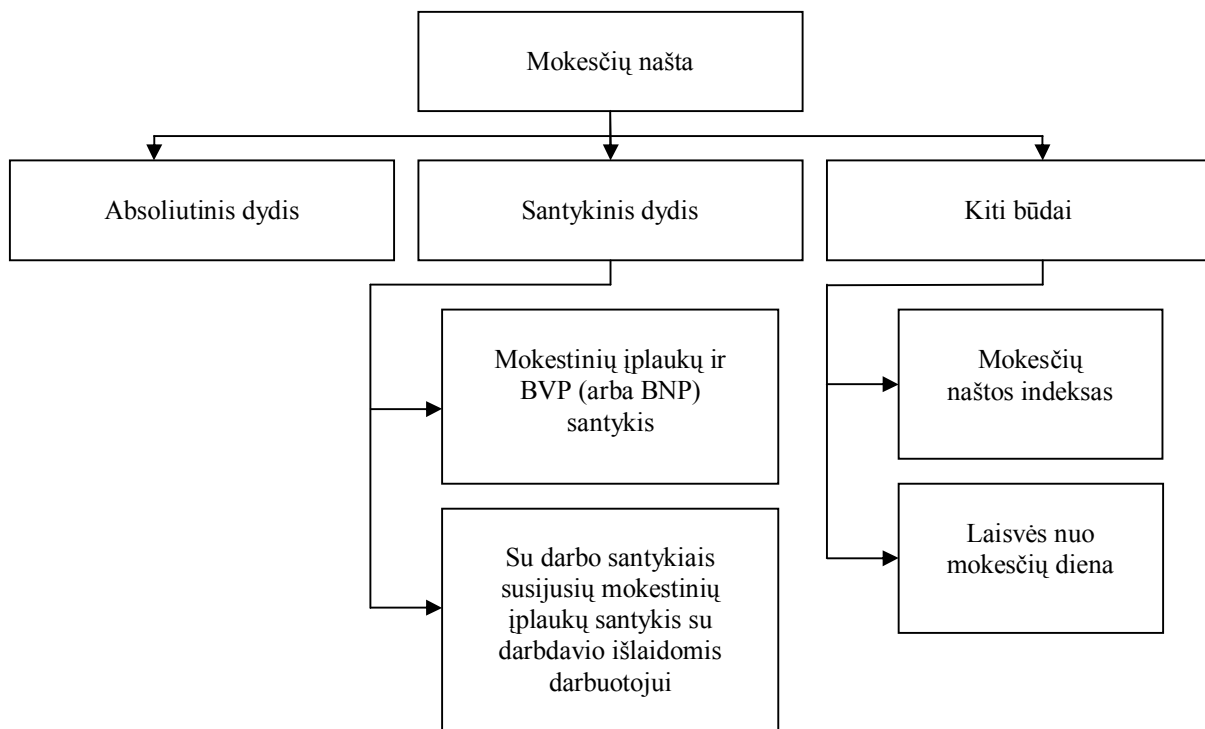 Mokesčių našta
Absoliutinis dydis
Santykinis dydis
Kiti būdai
Mokestinių įplaukų ir
BVP (arba BNP)
santykis
Su darbo santykiais
susijusių mokestinių
įplaukų santykis su
darbdavio išlaidomis
darbuotojui
Mokesčių
naštos indeksas
Laisvės nuo
mokesčių diena